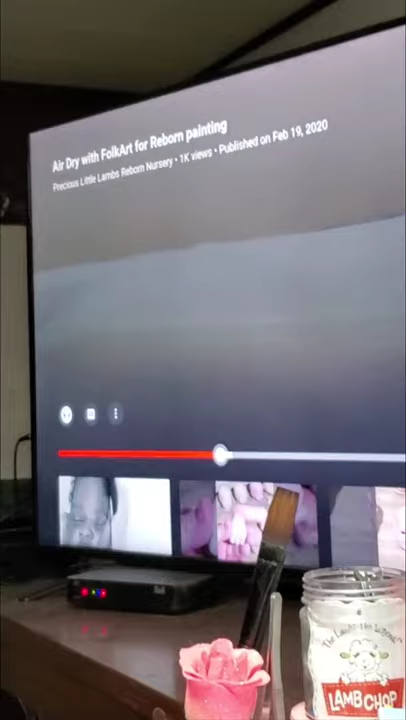 Air Dry with FolkArt for Reborn painting
Precious Little Lambs Reborn Nursery • 1K views • Published on Feb 19, 2020
LAMB CHOP